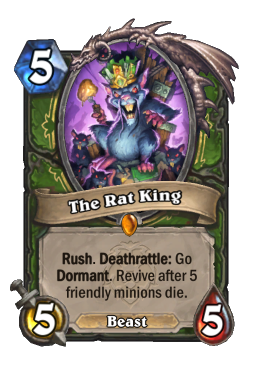 5
The Rat King
Rush. Deathrattle: Go
Dormant. Revive after 5
friendly minions die.
5
Beast
5